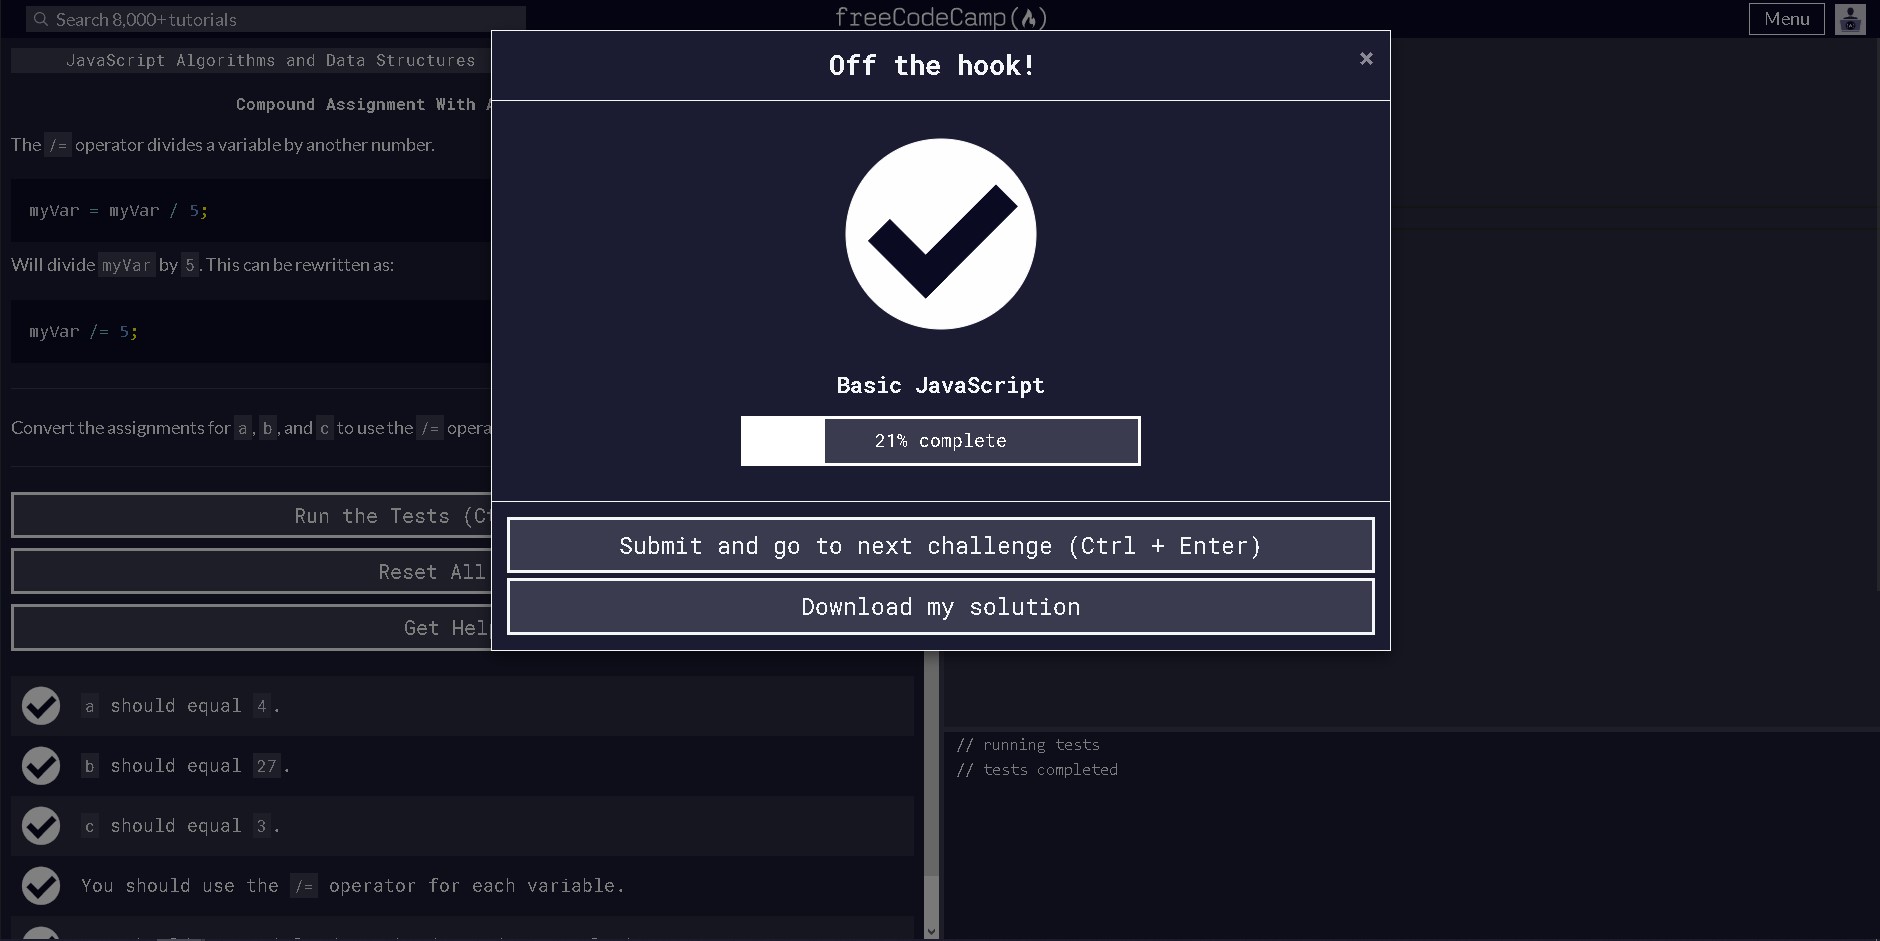 Search 8,000+ tutorials
freeCodeCamp
Menu
JavaScript Algorithms and Data Structures
Compound Assignment With
The /= operator divides a variable by another number.
myVar = myVar / 5;
Will divide myVar by 5. This can be rewritten as:
myVar /= 5;
Convert the assignments for a, b, and c to use the /= opera
Run the Tests (C
Reset All
Get Hel
a should equal 4.
b should equal 27.
c should equal 3.
You should use the /= operator for each variable.
Off the hook!
×
Basic JavaScript
21% complete
Submit and go to next challenge (Ctrl + Enter)
Download my solution
// running tests
// tests completed